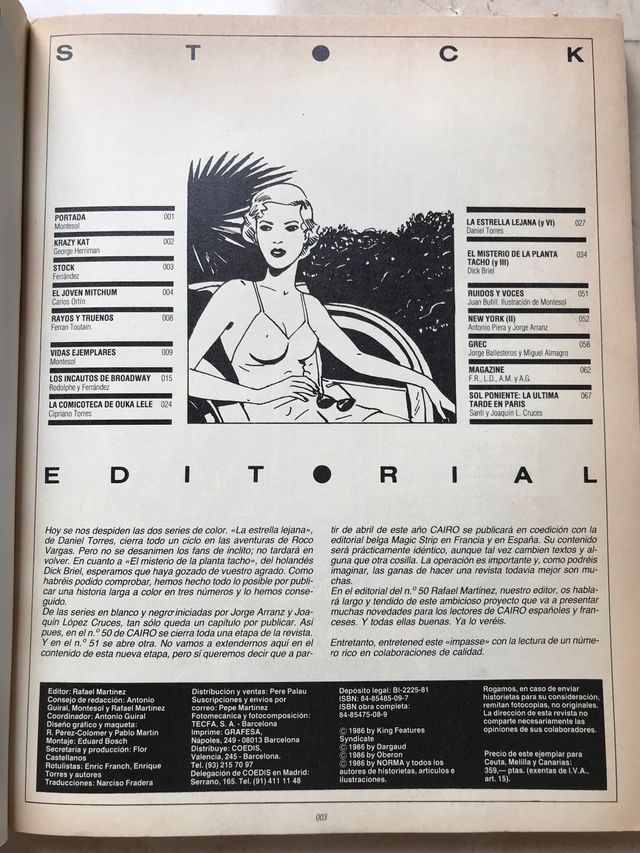 STOCK
PORTADA 001
Montesol
KRAZY KAT 002
George Herriman
STOCK 003
Ferrández
EL JOVEN MITCHUM 004
Carlos Ortín
RAYOS Y TRUENOS 008
Ferran Toutain.
VIDAS EJEMPLARES 009
Montesol
LOS INCAUTOS DE BROADWAY 015
Rodolphe y Ferrández
LA COMICOTECA DE OUKA LELE 024
Cipriano Torres
LA ESTRELLA LEJANA (y VI) 027
Daniel Torres
EL MISTERIO DE LA PLANTA 034
TACHO (y III)
Dick Briel
RUIDOS Y VOCES 051
Juan Bufill. Ilustración de Montesol
NEW YORK (II) 052
Antonio Piera y Jorge Arranz
GREC 058
Jorge Ballesteros y Miguel Almagro
MAGAZINE 062
F.R., L.D., A.M. y A.G.
SOL PONIENTE: LA ULTIMA 067
TARDE EN PARIS
Santi y Joaquín L. Cruces
EDITORIAL
Hoy se nos despiden las dos series de color. «La estrella lejana»,
de Daniel Torres, cierra todo un ciclo en las aventuras de Roco
Vargas. Pero no se desanimen los fans de ínclito; no tardará en
volver. En cuanto a «El misterio de la planta tacho», del holandés
Dick Briel, esperamos que haya gozado de vuestro agrado. Como
habréis podido comprobar, hemos hecho todo lo posible por publi-
car una historia larga a color en tres números y lo hemos conse-
guido.
De las series en blanco y negro iniciadas por Jorge Arranz y Joa-
quín López Cruces, tan sólo queda un capítulo por publicar. Así
pues, en el n.º 50 de CAIRO se cierra toda una etapa de la revista.
Y en el n.º 51 se abre otra. No vamos a extendernos aquí en el
contenido de esta nueva etapa, pero sí queremos decir que a par-
tir de abril de este año CAIRO se publicará en coedición con la
editorial belga Magic Strip en Francia y en España. Su contenido
será prácticamente idéntico, aunque tal vez cambien textos y al-
guna que otra cosilla. La operación es importante y, como podréis
imaginar, las ganas de hacer una revista todavía mejor son mu-
chas.
En el editorial del n.º 50 Rafael Martínez, nuestro editor, os habla-
rá largo y tendido de este ambicioso proyecto que va a presentar
muchas novedades para los lectores de CAIRO españoles y fran-
ceses. Y todas ellas buenas. Ya lo veréis.
Entretanto, entretened este «impasse» con la lectura de un núme-
ro rico en colaboraciones de calidad.
Editor: Rafael Martínez
Consejo de redacción: Antonio
Guiral, Montesol y Rafael Martínez
Coordinador: Antonio Guiral
Diseño gráfico y maqueta:
R. Pérez-Colomer y Pablo Martín
Montaje: Eduard Bosch
Secretaria y producción: Flor
Castellanos
Rotulistas: Enric Franch, Enrique
Torres y autores
Traducciones: Narciso Fradera
Distribución y ventas: Pere Palau
Suscripciones y envíos por
correo: Pepe Martínez
Fotomecánica y fotocomposición:
TECFA, S. A. - Barcelona
Imprime: GRAFESA,
Nápoles, 249 - 08013 Barcelona
Distribuye: COEDIS,
Valencia, 245 - Barcelona.
Tel. (93) 215 70 97
Delegación de COEDIS en Madrid:
Serrano, 165. Tel. (91) 411 11 48
Depósito legal: BI-2225-81
ISBN: 84-85485-09-7
ISBN obra completa:
84-85475-08-9
© 1986 by King Features
Syndicate
© 1986 by Dargaud
© 1986 by Oberon
© 1986 by NORMA y todos los
autores de historietas, artículos e
ilustraciones.
Rogamos, en caso de enviar
historietas para su consideración,
remitan fotocopias, no originales.
La dirección de esta revista no
comparte necesariamente las
opiniones de sus colaboradores.
Precio de este ejemplar para
Ceuta, Melilla y Canarias:
359,— ptas. (exentas de I.V.A.,
art. 15).
003